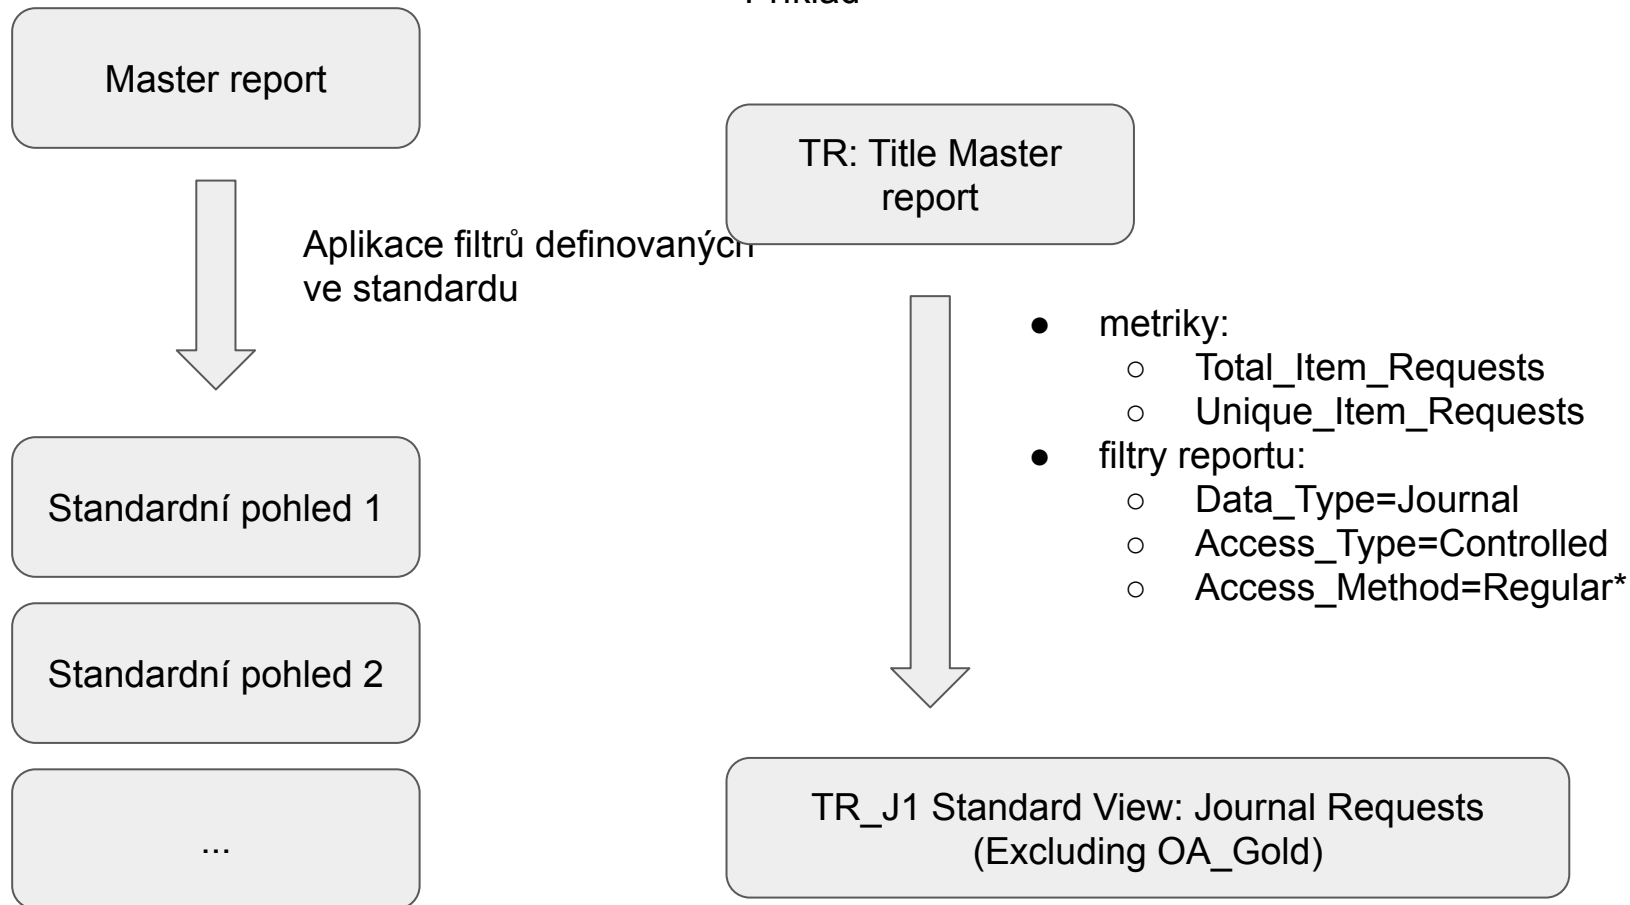 Příklad
Master report
Aplikace filtrů definovaných
ve standardu
Standardní pohled 1
Standardní pohled 2
...
TR: Title Master
report
● metriky:
○ Total_Item_Requests
○ Unique_Item_Requests
● filtry reportu:
○ Data_Type=Journal
○ Access_Type=Controlled
○ Access_Method=Regular*
TR_J1 Standard View: Journal Requests
(Excluding OA_Gold)